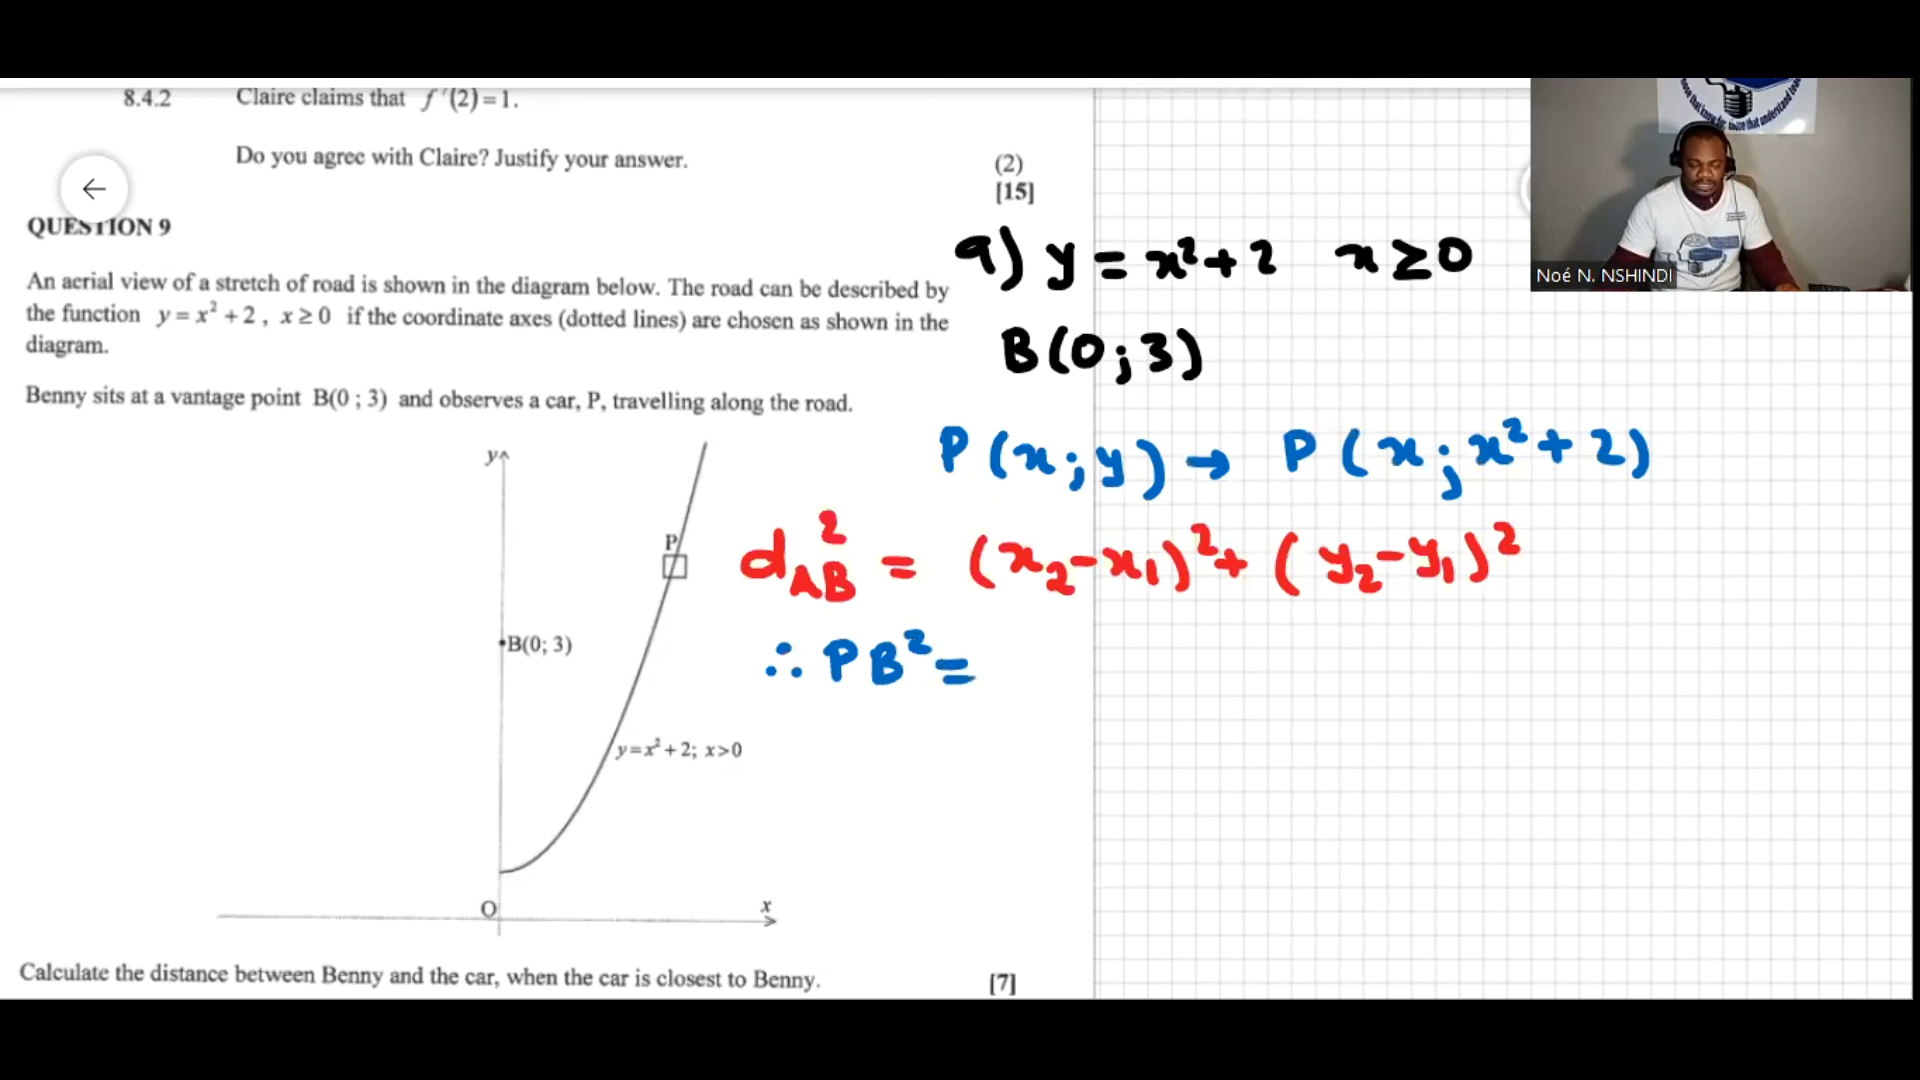 8.4.2 Claire claims that f ′(2) = 1.
Do you agree with Claire? Justify your answer. (2)
[15]
QUESTION 9
An aerial view of a stretch of road is shown in the diagram below. The road can be described by
the function y = x² + 2 , x ≥ 0 if the coordinate axes (dotted lines) are chosen as shown in the
diagram.
Benny sits at a vantage point B(0 ; 3) and observes a car, P, travelling along the road.
y
P
B(0; 3)
y = x² + 2; x > 0
O
x
Calculate the distance between Benny and the car, when the car is closest to Benny. [7]
9) y = x² + 2 x ≥ 0
B(0;3)
P(x;y) → P(x;x²+2)
d²AB = (x₂-x₁)² + (y₂-y₁)²
∴ PB² =
Noé N. NSHINDI